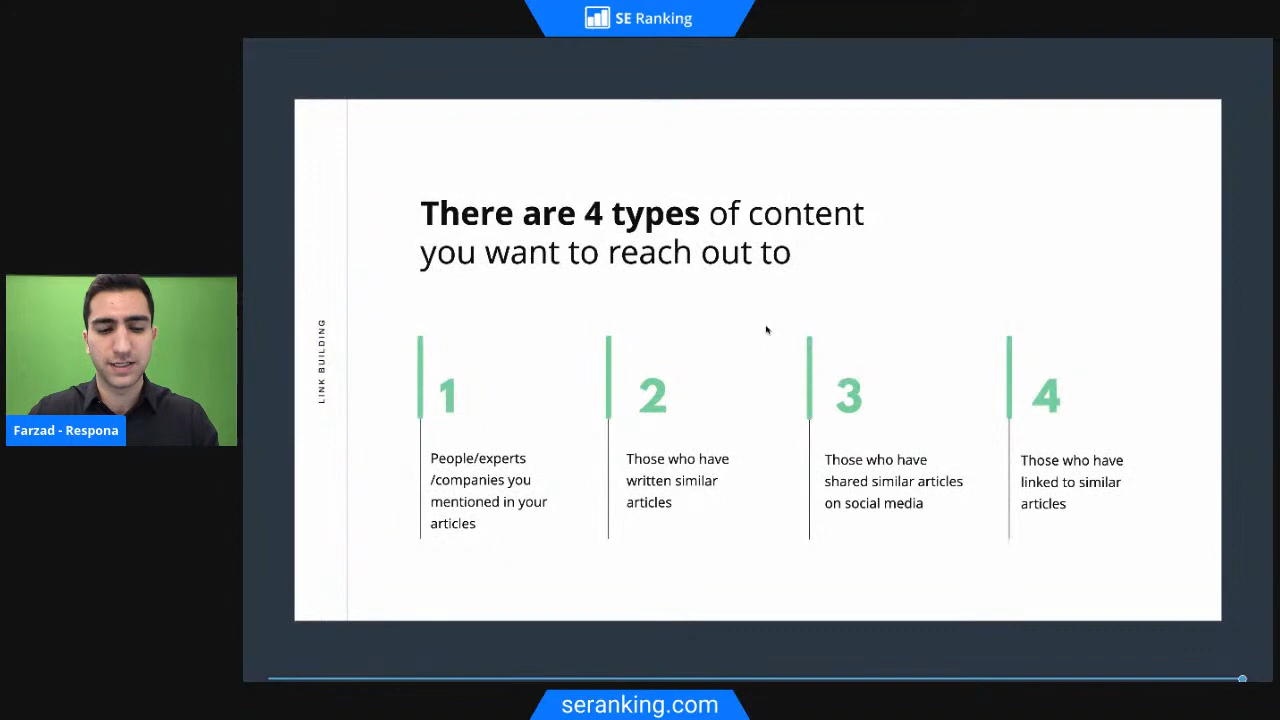 SE Ranking
There are 4 types of content
you want to reach out to
LINK BUILDING
1
People/experts
/companies you
mentioned in your
articles
2
Those who have
written similar
articles
3
Those who have
shared similar articles
on social media
4
Those who have
linked to similar
articles
Farzad - Respona
seranking.com